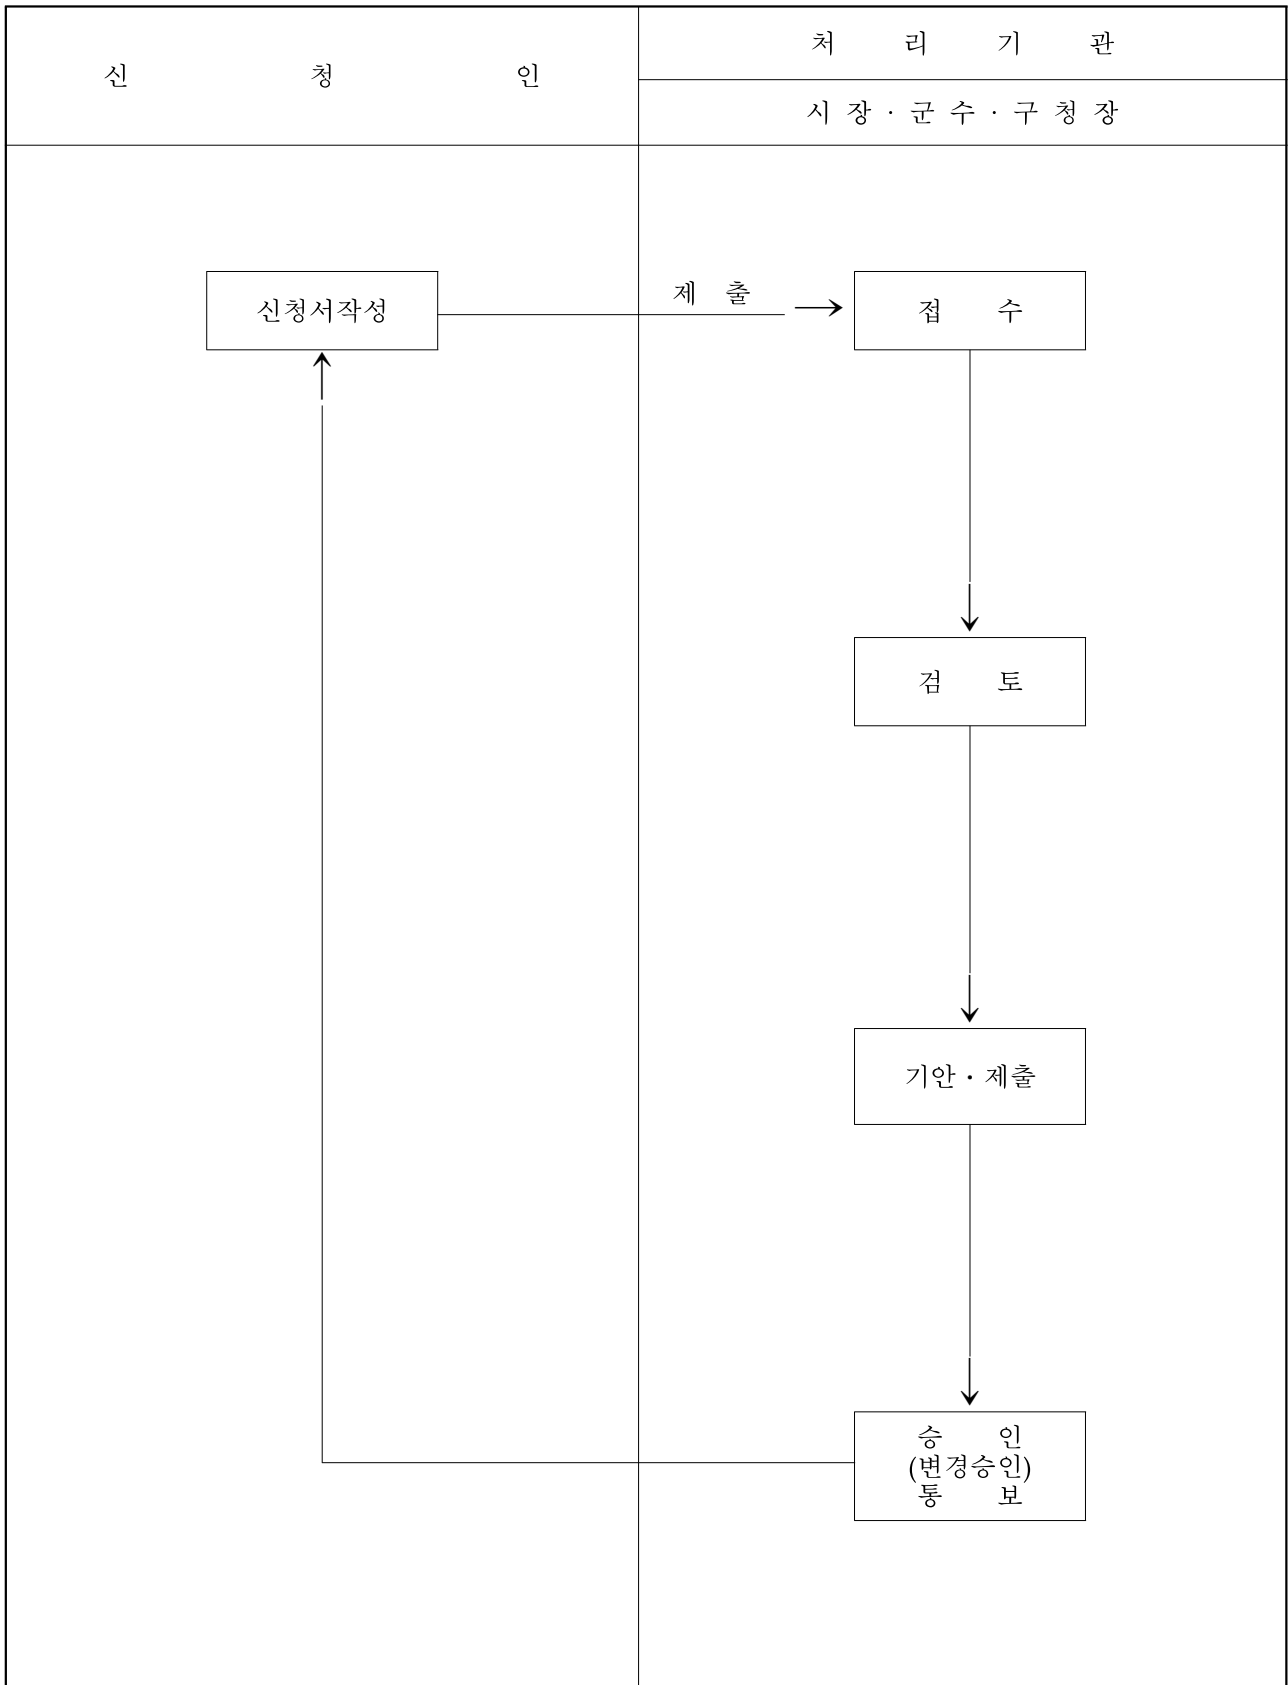 신 청 인
처 리 기 관
시 장 · 군 수 · 구 청 장
신청서작성
제 출
접 수
검 토
기안 · 제출
승 인
(변경승인)
통 보